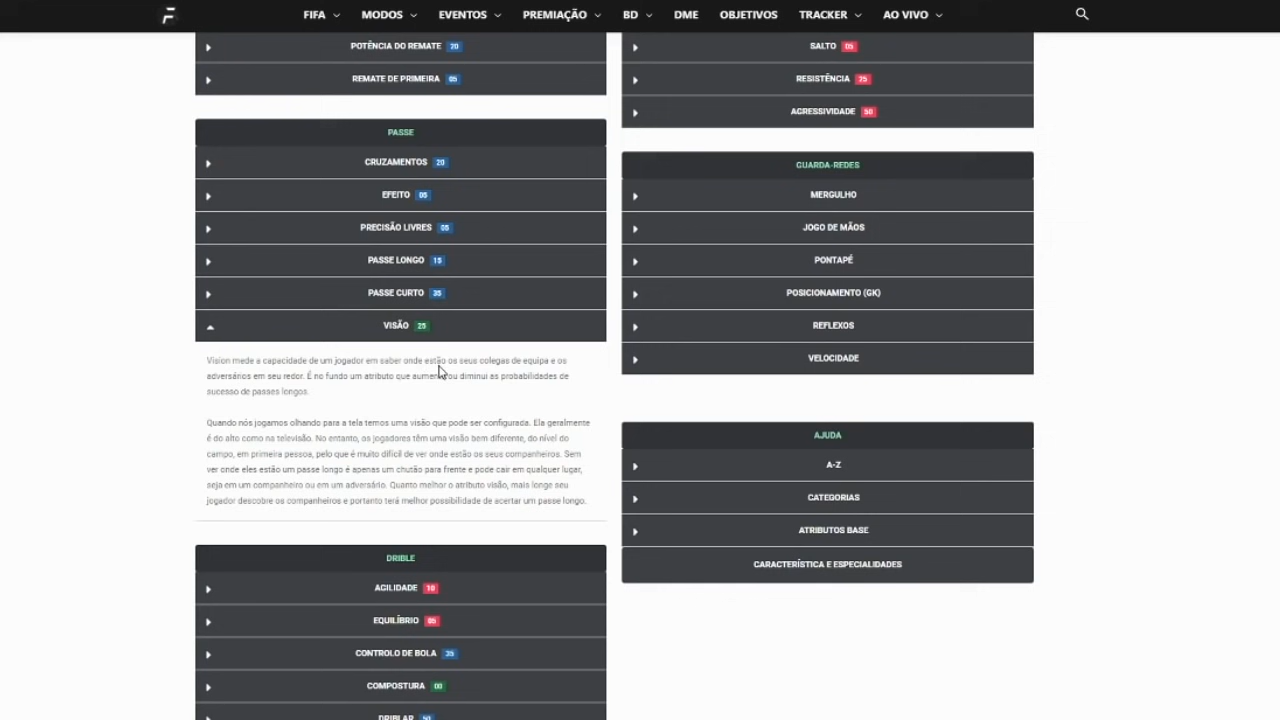 FIFA MODOS EVENTOS PREMIAÇÃO BD DME OBJETIVOS TRACKER AO VIVO
POTÊNCIA DO REMATE 20
REMATE DE PRIMEIRA 05
PASSE
CRUZAMENTOS 20
EFEITO 05
PRECISÃO LIVRES 05
PASSE LONGO 15
PASSE CURTO 35
VISÃO 25
Vision mede a capacidade de um jogador em saber onde estão os seus colegas de equipa e os
adversários em seu redor. É no fundo um atributo que aumenta ou diminui as probabilidades de
sucesso de passes longos.
Quando nós jogamos olhando para a tela temos uma visão que pode ser configurada. Ela geralmente
é do alto como na televisão. No entanto, os jogadores têm uma visão bem diferente, do nível do
campo, em primeira pessoa, pelo que é muito difícil de ver onde estão os seus companheiros. Sem
ver onde eles estão um passe longo é apenas um chutão para frente e pode cair em qualquer lugar,
seja em um companheiro ou em um adversário. Quanto melhor o atributo visão, mais longe seu
jogador descobre os companheiros e portanto terá melhor possibilidade de acertar um passe longo.
DRIBLE
AGILIDADE 10
EQUILÍBRIO 05
CONTROLO DE BOLA 35
COMPOSTURA 00
DRIBLAR 50
SALTO 05
RESISTÊNCIA 25
AGRESSIVIDADE 50
GUARDA-REDES
MERGULHO
JOGO DE MÃOS
PONTAPÉ
POSICIONAMENTO (GK)
REFLEXOS
VELOCIDADE
AJUDA
A-Z
CATEGORIAS
ATRIBUTOS BASE
CARACTERÍSTICA E ESPECIALIDADES